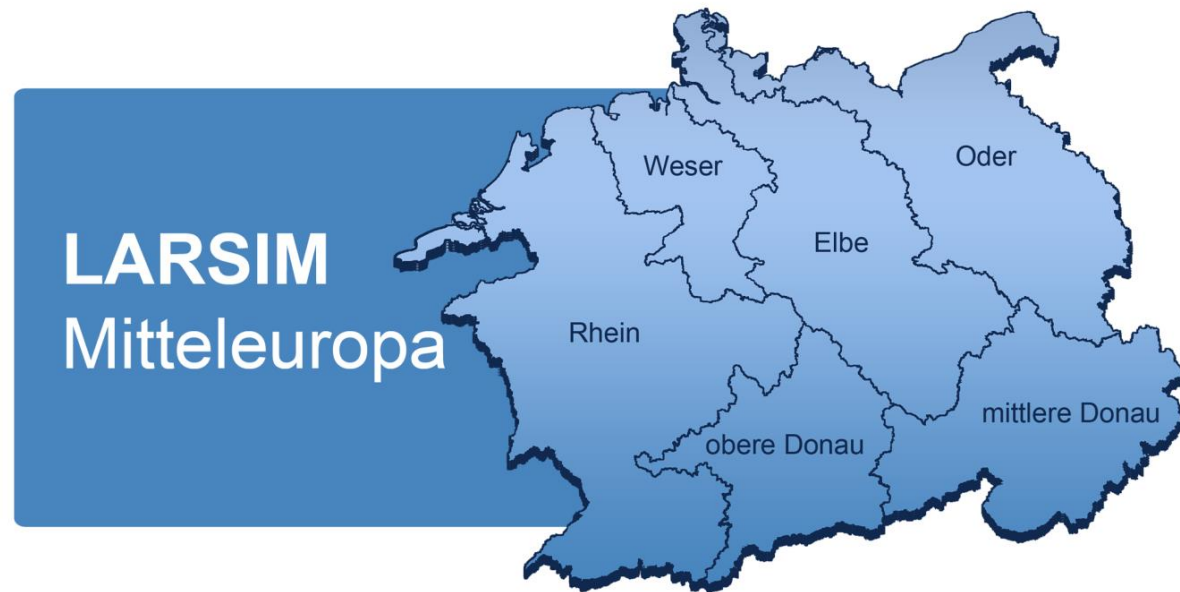 LARSIM
Mitteleuropa
Weser
Oder
Elbe
Rhein
mittlere Donau
obere Donau